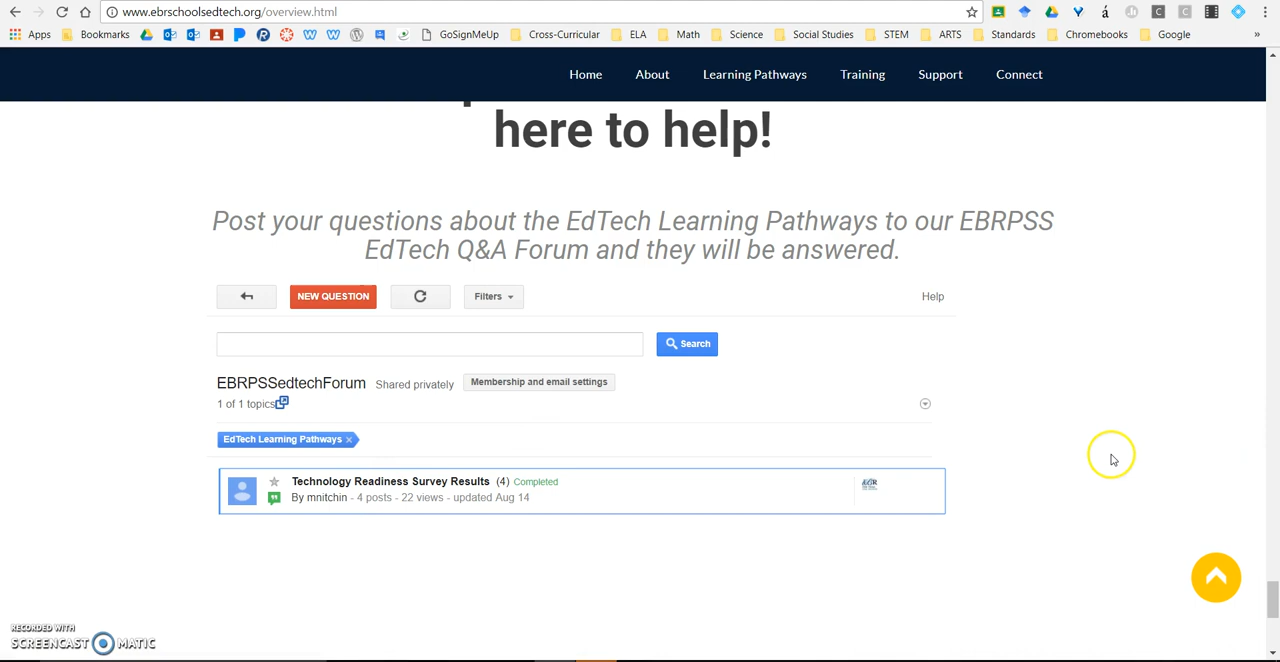 www.ebrschoolsedtech.org/overview.html
Apps Bookmarks GoSignMeUp Cross-Curricular ELA Math Science Social Studies STEM ARTS Standards Chromebooks Google »
Home About Learning Pathways Training Support Connect
here to help!
Post your questions about the EdTech Learning Pathways to our EBRPSS
EdTech Q&A Forum and they will be answered.
NEW QUESTION Filters Help
Search
EBRPSSedtechForum Shared privately Membership and email settings
1 of 1 topics
EdTech Learning Pathways ×
Technology Readiness Survey Results (4) Completed
By mnitchin - 4 posts - 22 views - updated Aug 14
RECORDED WITH
SCREENCAST MATIC